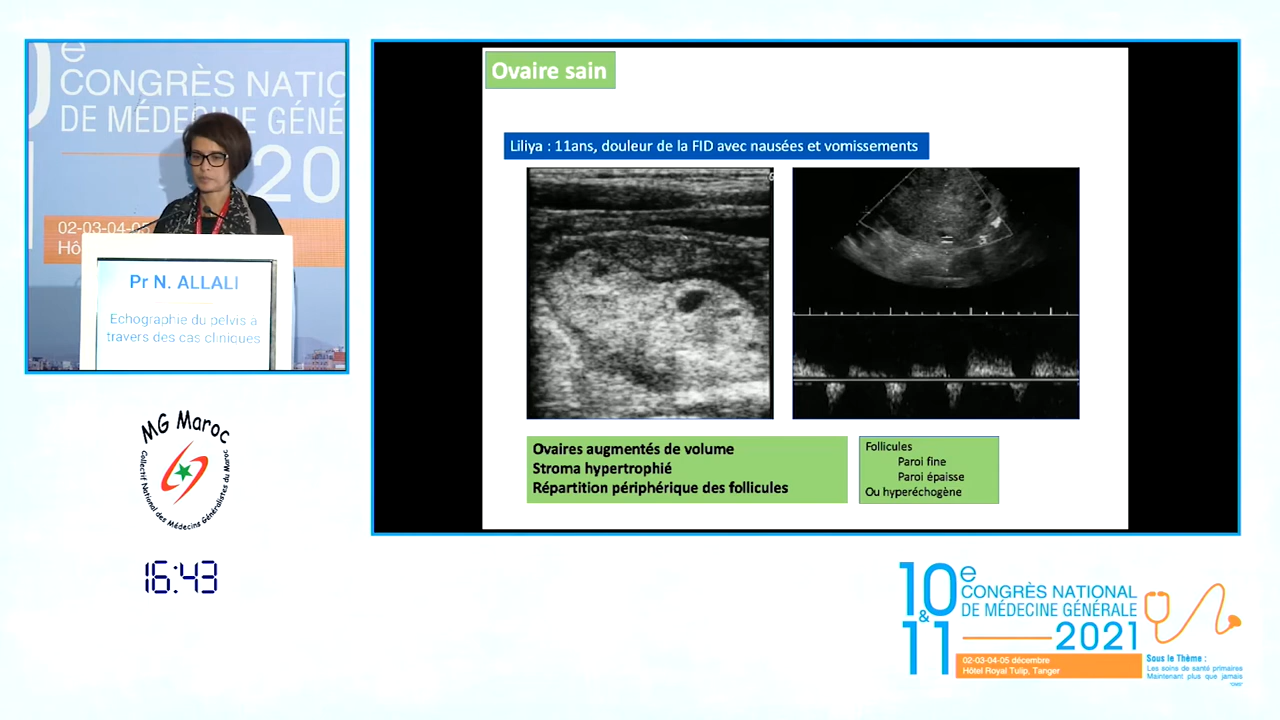 e
CONGRÈS NATIO
DE MÉDECINE GÉNÉ
20
02-03-04-05
Hô
Pr N. ALLALI
Echographie du pelvis à
travers des cas cliniques
MG Maroc
Collectif National des Médecins Généralistes du Maroc
16:43
Ovaire sain
Liliya : 11ans, douleur de la FID avec nausées et vomissements
Ovaires augmentés de volume
Stroma hypertrophié
Répartition périphérique des follicules
Follicules
Paroi fine
Paroi épaisse
Ou hyperéchogène
10e
&
11
CONGRÈS NATIONAL
DE MÉDECINE GÉNÉRALE
2021
02-03-04-05 décembre
Hôtel Royal Tulip, Tanger
Sous le Thème :
Les soins de santé primaires
Maintenant plus que jamais